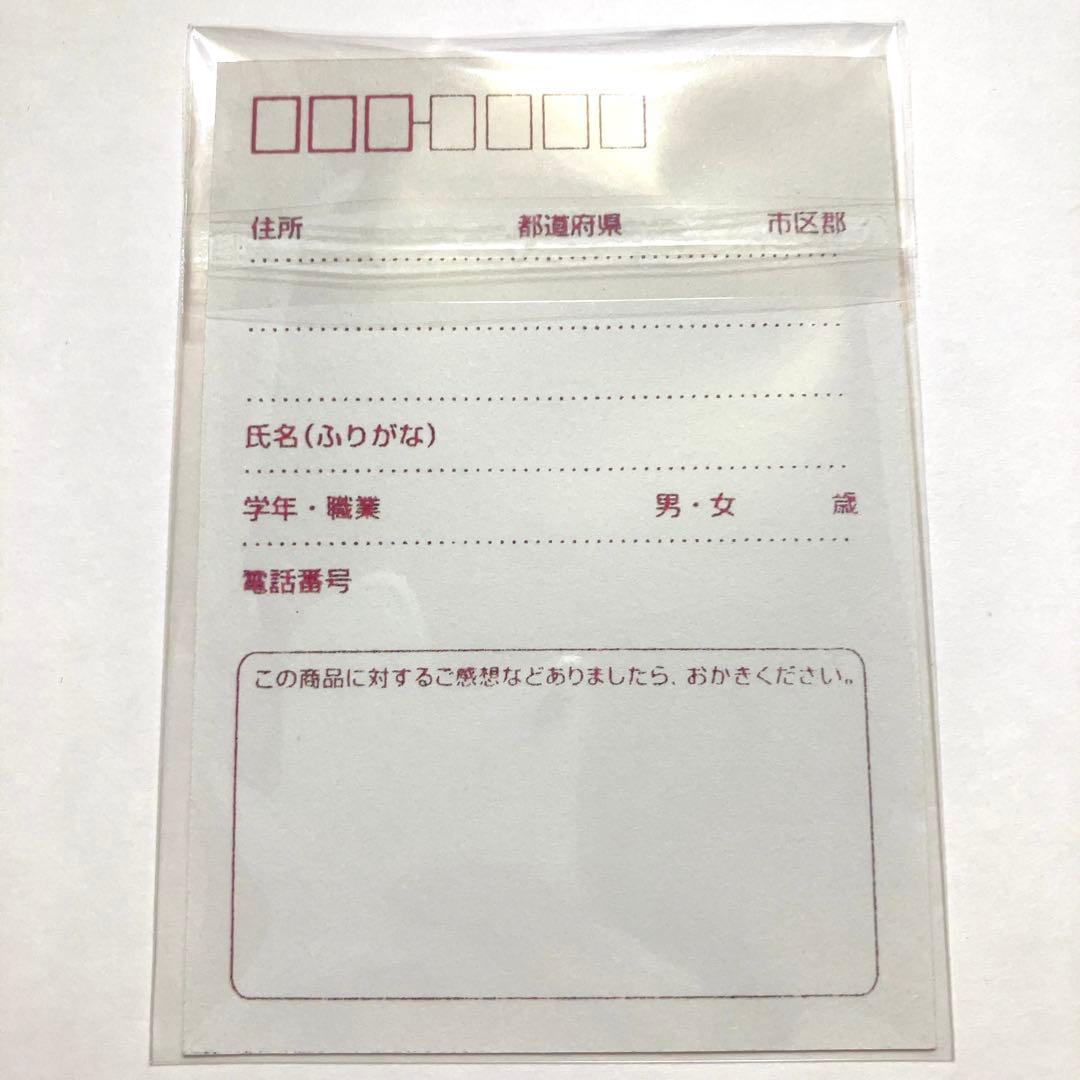 住所 都道府県 市区郡
氏名(ふりがな)
学年・職業 男・女 歳
電話番号
この商品に対するご感想などありましたら、おかきください。